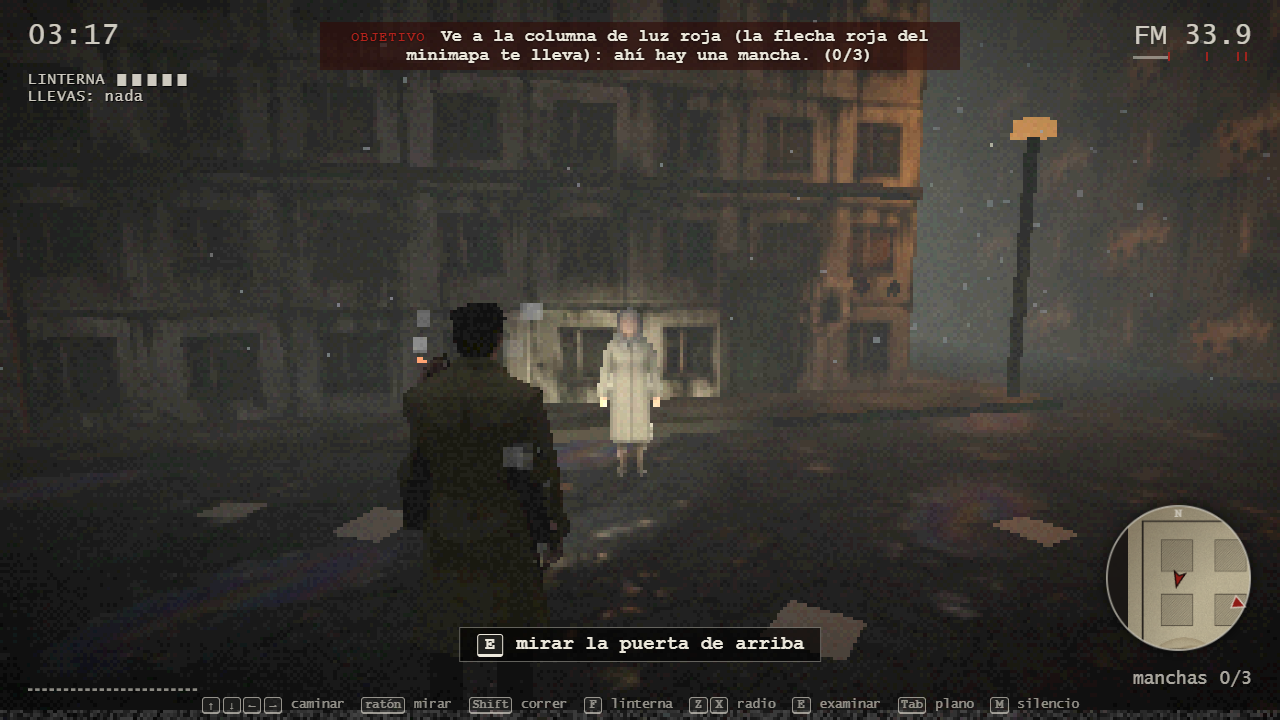 03:17
OBJETIVO Ve a la columna de luz roja (la flecha roja del
minimapa te lleva): ahí hay una mancha. (0/3)
FM 33.9
LINTERNA
LLEVAS: nada
N
E mirar la puerta de arriba
manchas 0/3
↑ ↓ ← → caminar ratón mirar Shift correr F linterna Z X radio E examinar Tab plano M silencio